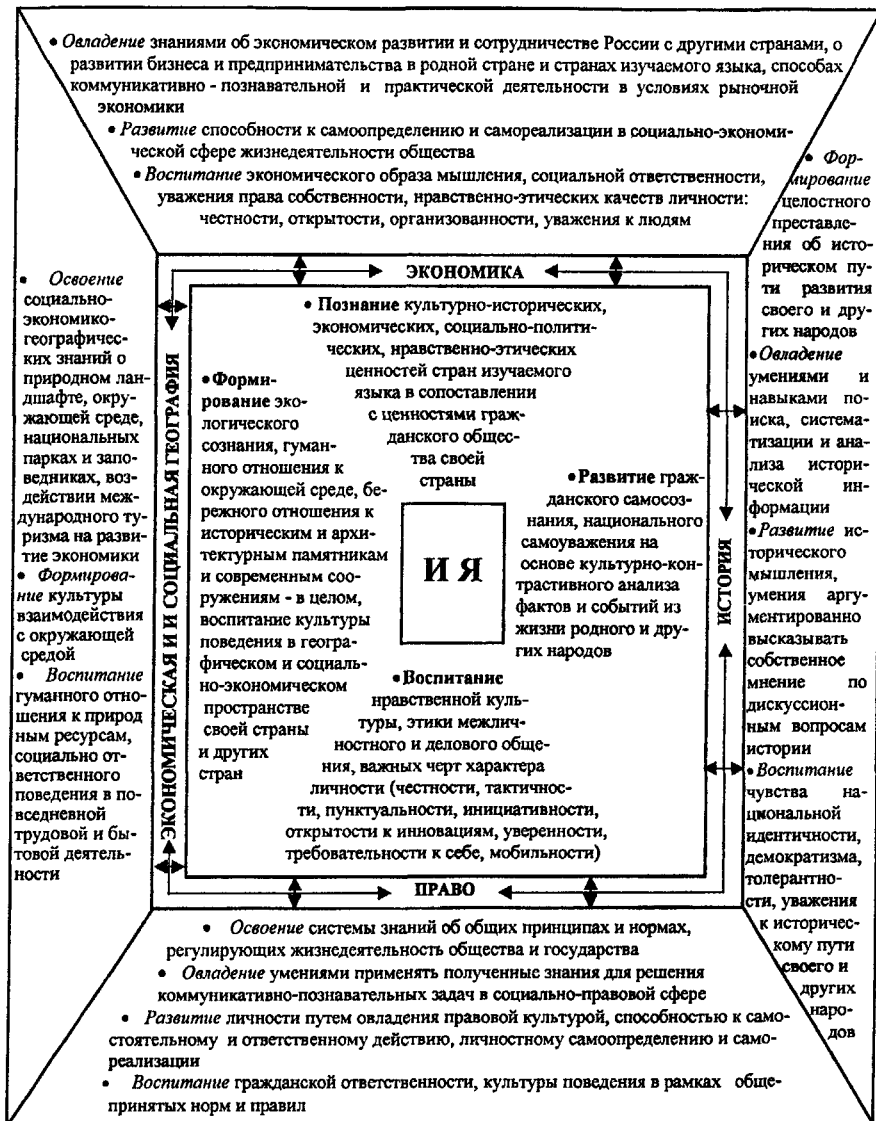 • Овладение знаниями об экономическом развитии и сотрудничестве России с другими странами, о
развитии бизнеса и предпринимательства в родной стране и странах изучаемого языка, способах
коммуникативно - познавательной и практической деятельности в условиях рыночной
экономики
• Развитие способности к самоопределению и самореализации в социально-экономи-
ческой сфере жизнедеятельности общества
• Воспитание экономического образа мышления, социальной ответственности,
уважения права собственности, нравственно-этических качеств личности:
честности, открытости, организованности, уважения к людям
• Освоение
социально-
экономико-
географичес-
ких знаний о
природном лан-
дшафте, окру-
жающей среде,
национальных
парках и запо-
ведниках, воз-
действии меж-
дународного ту-
ризма на разви-
тие экономики
• Формирова-
ние культуры
взаимодействия
с окружающей
средой
• Воспитание
гуманного отно-
шения к природ
ным ресурсам,
социально от-
ветственного
поведения в по-
вседневной
трудовой и бы-
товой деятель-
ности
ЭКОНОМИЧЕСКАЯ И И СОЦИАЛЬНАЯ ГЕОГРАФИЯ
ЭКОНОМИКА
• Познание культурно-исторических,
экономических, социально-полити-
ческих, нравственно-этических
ценностей стран изучаемого
языка в сопоставлении
с ценностями граж-
данского общес-
тва своей
страны
• Форми-
рование эко-
логического
сознания, гуман-
ного отношения к
окружающей среде, бе-
режного отношения к
историческим и архи-
тектурным памятникам
и современным соо-
ружениям - в целом,
воспитание культуры
поведения в геогра-
фическом и социаль-
но-экономическом
пространстве
своей страны
и других
стран
И Я
• Развитие граж-
данского самосоз-
нания, национального
самоуважения на
основе культурно-кон-
трастивного анализа
фактов и событий из
жизни родного и дру-
гих народов
• Воспитание
нравственной куль-
туры, этики межлич-
ностного и делового обще-
ния, важных черт характера
личности (честности, тактичнос-
ти, пунктуальности, инициативности,
открытости к инновациям, уверенности,
требовательности к себе, мобильности)
ПРАВО
ИСТОРИЯ
• Фор-
мирование
целостного
преставле-
ния об исто-
рическом пу-
ти развития
своего и дру-
гих народов
• Овладение
умениями и
навыками по-
иска, система-
тизации и ана-
лиза истори-
ческой ин-
формации
• Развитие ис-
торического
мышления,
умения аргу-
ментированно
высказывать
собственное
мнение по
дискуссион-
ным вопросам
истории
• Воспитание
чувства на-
циональной
идентичности,
демократизма,
толерантно-
сти, уважения
к историчес-
кому пути
своего и
других
наро-
дов
• Освоение системы знаний об общих принципах и нормах,
регулирующих жизнедеятельность общества и государства
• Овладение умениями применять полученные знания для решения
коммуникативно-познавательных задач в социально-правовой сфере
• Развитие личности путем овладения правовой культурой, способностью к само-
стоятельному и ответственному действию, личностному самоопределению и само-
реализации
• Воспитание гражданской ответственности, культуры поведения в рамках обще-
принятых норм и правил